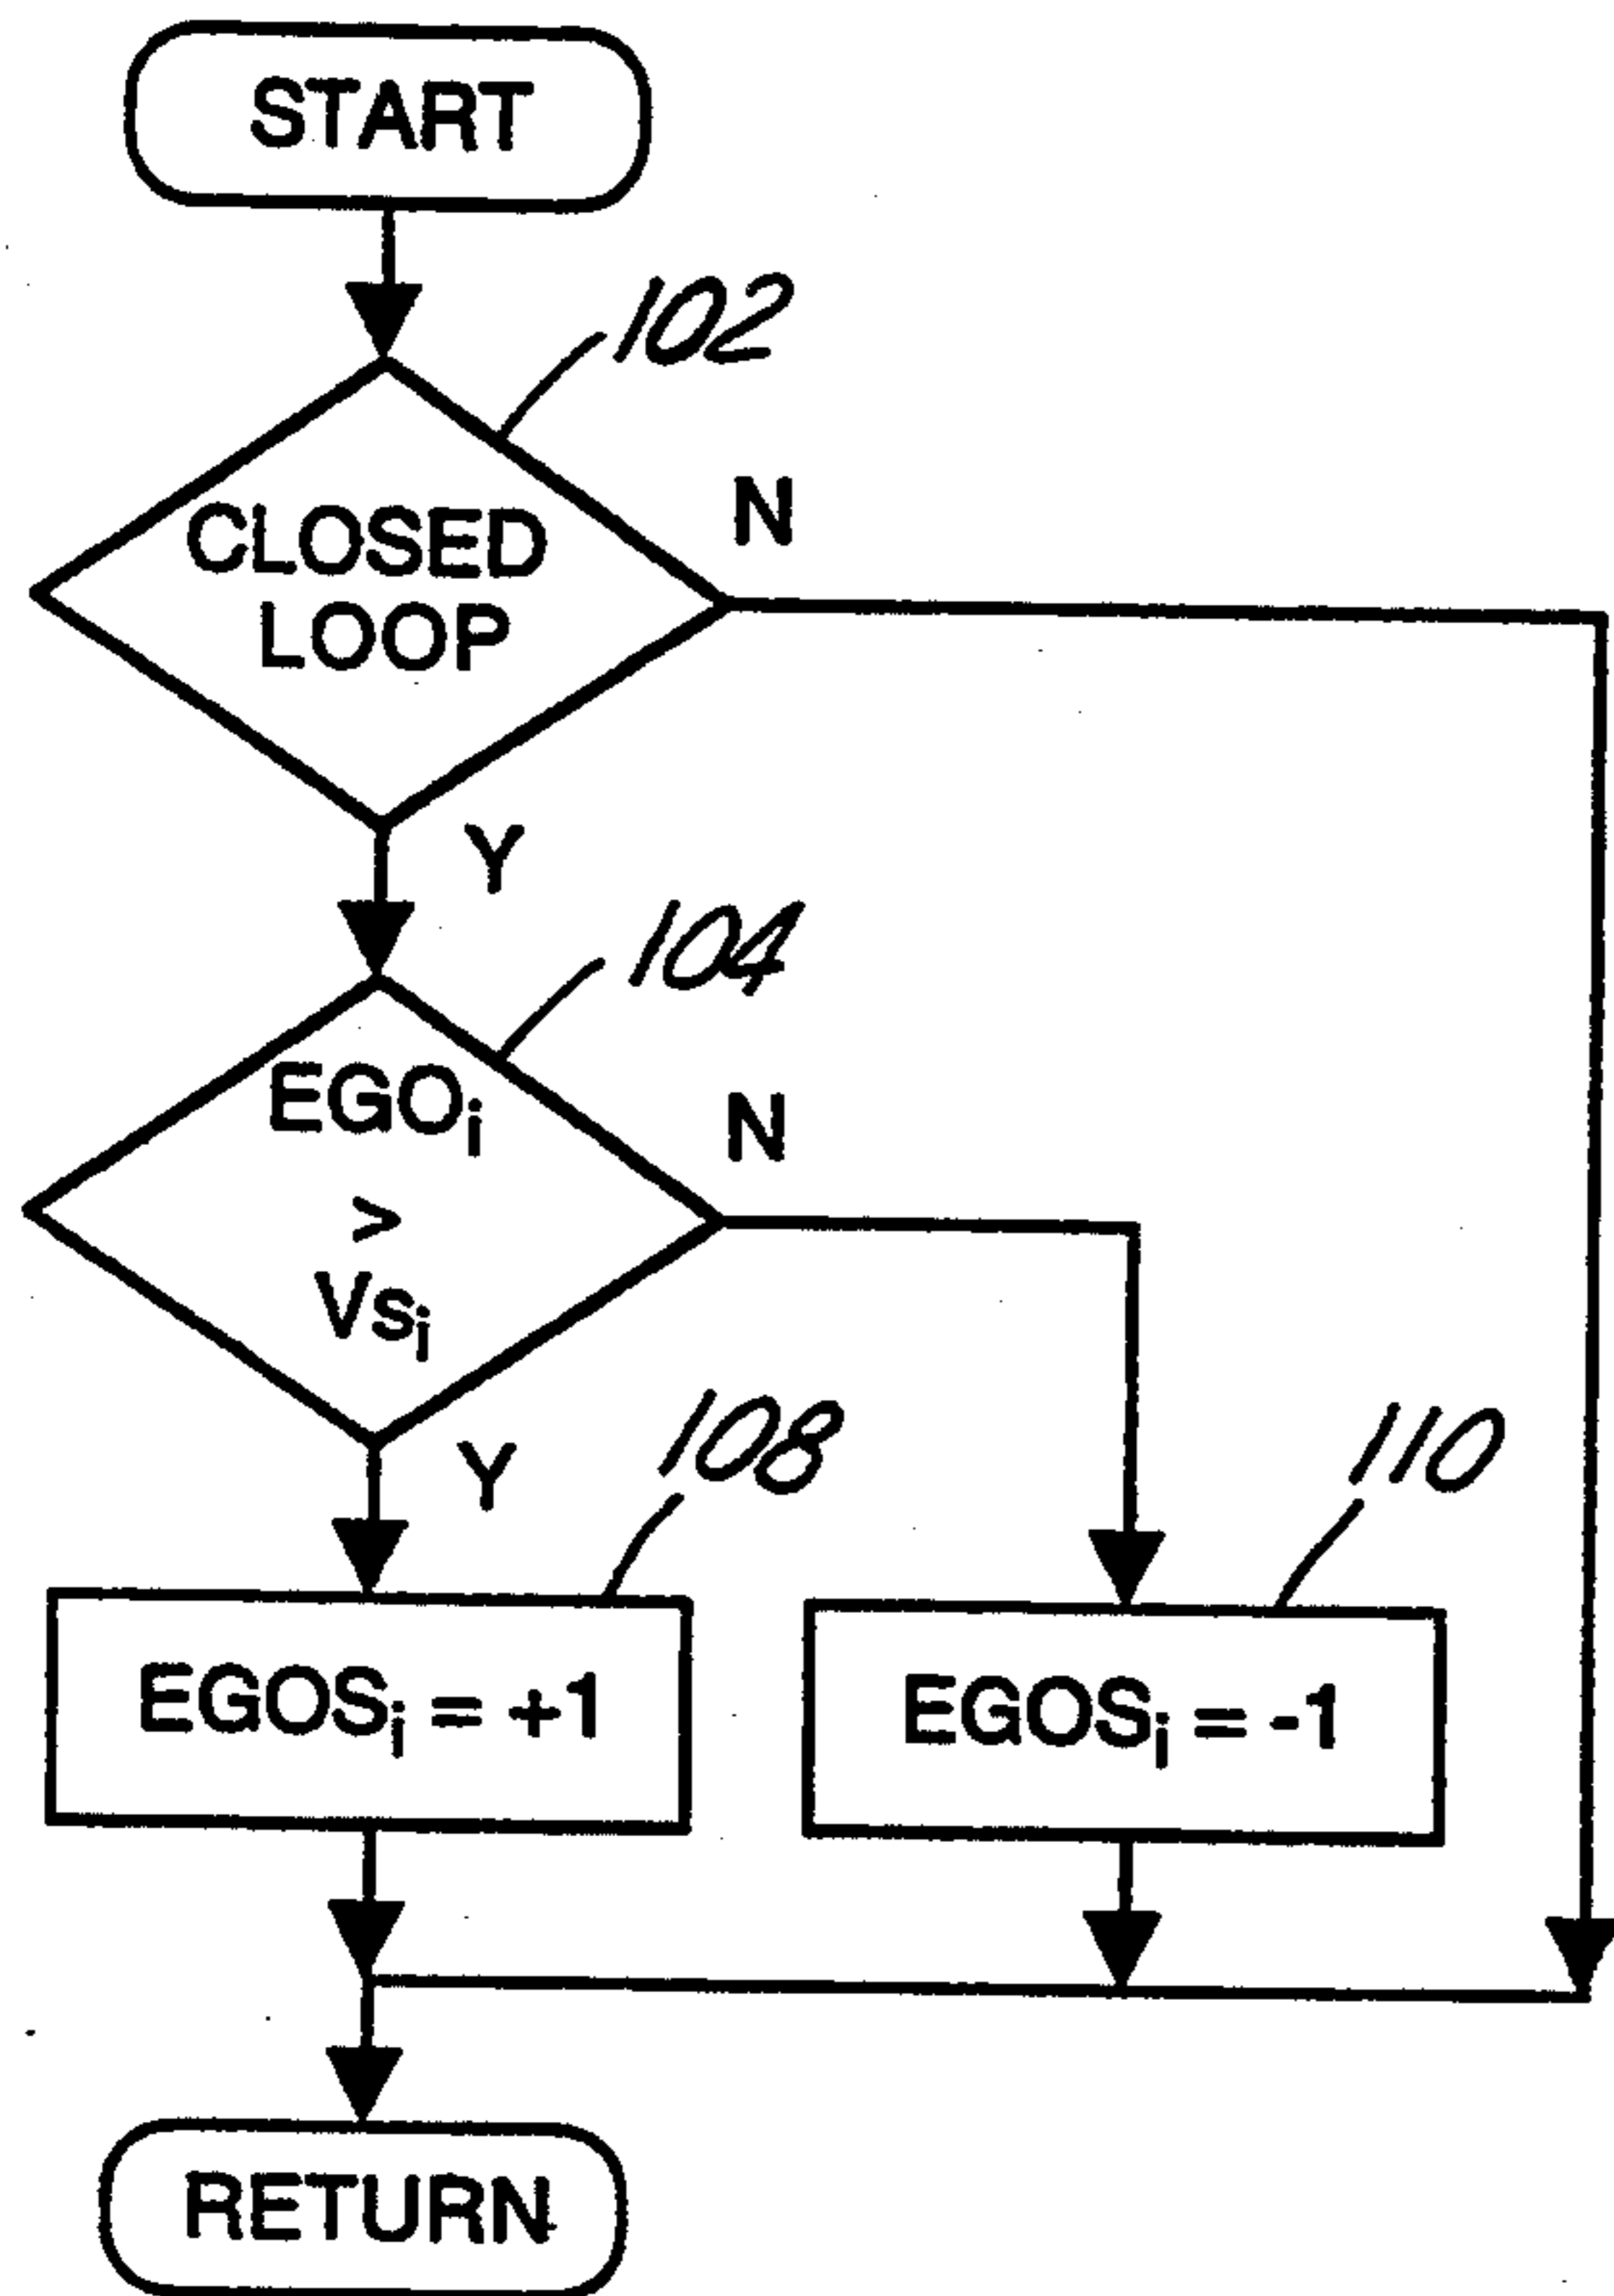 START
102
CLOSED
LOOP
N
Y
104
EGOᵢ
>
Vsᵢ
N
Y
108
110
EGOSᵢ = +1
EGOSᵢ = -1
RETURN